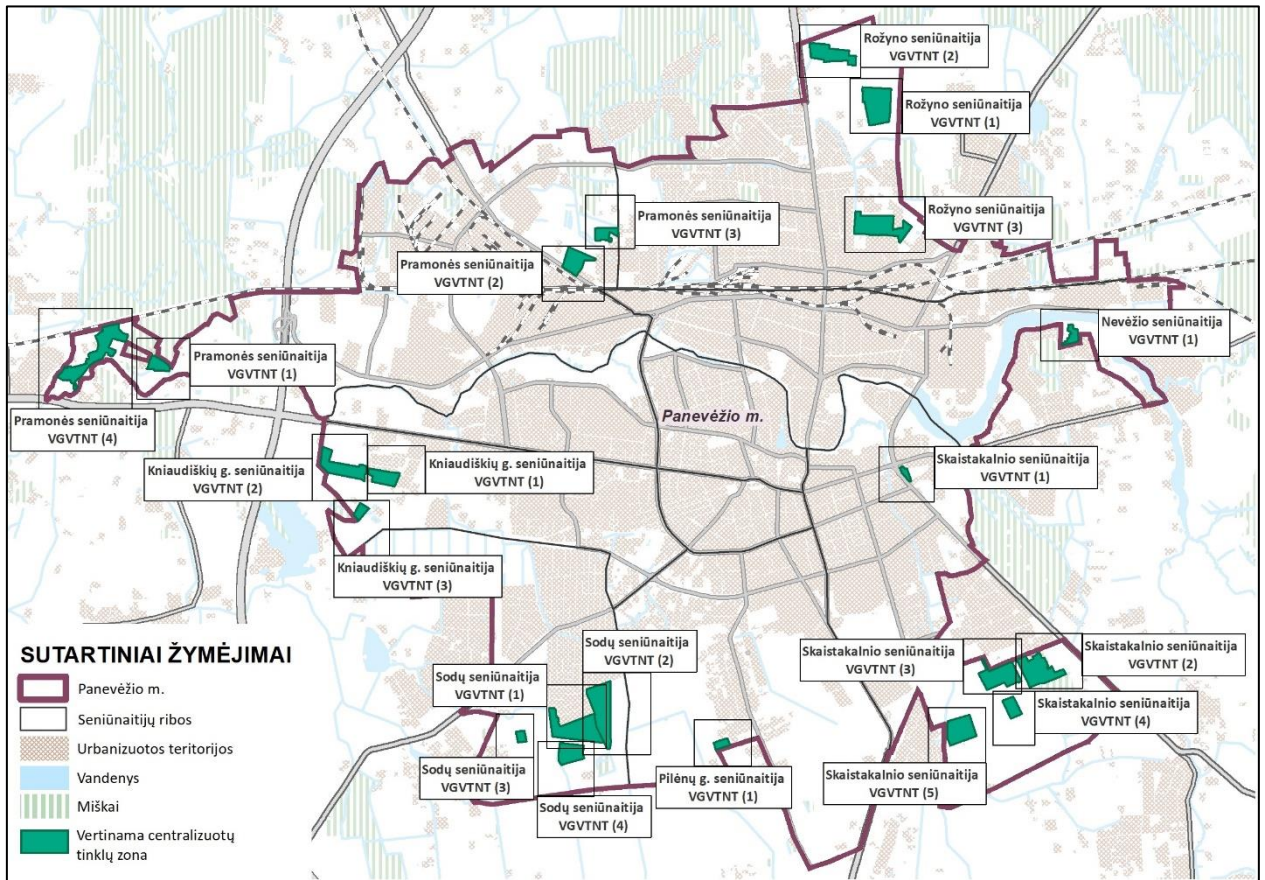 Rožyno seniūnaitija
VGVTNT (2)
Rožyno seniūnaitija
VGVTNT (1)
Rožyno seniūnaitija
VGVTNT (3)
Pramonės seniūnaitija
VGVTNT (3)
Pramonės seniūnaitija
VGVTNT (2)
Nevėžio seniūnaitija
VGVTNT (1)
Pramonės seniūnaitija
VGVTNT (1)
Pramonės seniūnaitija
VGVTNT (4)
Panevėžio m.
Kniaudiškių g. seniūnaitija
VGVTNT (2)
Kniaudiškių g. seniūnaitija
VGVTNT (1)
Skaistakalnio seniūnaitija
VGVTNT (1)
Kniaudiškių g. seniūnaitija
VGVTNT (3)
Sodų seniūnaitija
VGVTNT (2)
Sodų seniūnaitija
VGVTNT (1)
Skaistakalnio seniūnaitija
VGVTNT (3)
Skaistakalnio seniūnaitija
VGVTNT (2)
Skaistakalnio seniūnaitija
VGVTNT (4)
Sodų seniūnaitija
VGVTNT (3)
Sodų seniūnaitija
VGVTNT (4)
Pilėnų g. seniūnaitija
VGVTNT (1)
Skaistakalnio seniūnaitija
VGVTNT (5)
SUTARTINIAI ŽYMĖJIMAI
Panevėžio m.
Seniūnaitijų ribos
Urbanizuotos teritorijos
Vandenys
Miškai
Vertinama centralizuotų
tinklų zona